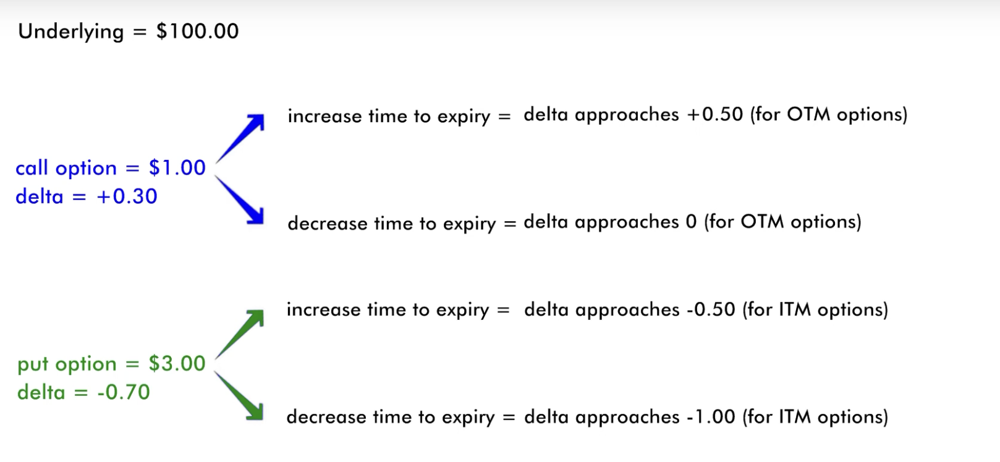 Underlying = $100.00
increase time to expiry = delta approaches +0.50 (for OTM options)
call option = $1.00
delta = +0.30
decrease time to expiry = delta approaches 0 (for OTM options)
increase time to expiry = delta approaches -0.50 (for ITM options)
put option = $3.00
delta = -0.70
decrease time to expiry = delta approaches -1.00 (for ITM options)